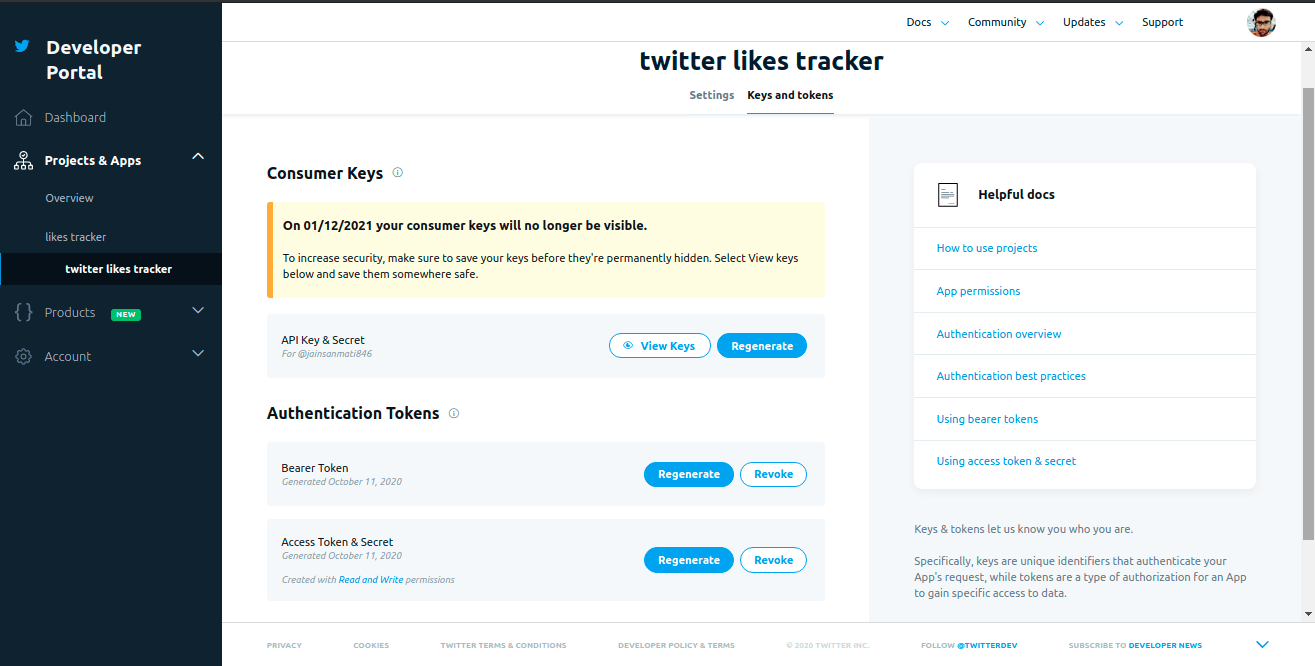 Docs
Community
Updates
Support
Developer
Portal
Dashboard
Projects & Apps
Overview
likes tracker
twitter likes tracker
Products NEW
Account
twitter likes tracker
Settings
Keys and tokens
Consumer Keys
On 01/12/2021 your consumer keys will no longer be visible.
To increase security, make sure to save your keys before they're permanently hidden. Select View keys
below and save them somewhere safe.
API Key & Secret
For @jainsanmati846
View Keys
Regenerate
Authentication Tokens
Bearer Token
Generated October 11, 2020
Regenerate
Revoke
Access Token & Secret
Generated October 11, 2020
Created with Read and Write permissions
Regenerate
Revoke
Helpful docs
How to use projects
App permissions
Authentication overview
Authentication best practices
Using bearer tokens
Using access token & secret
Keys & tokens let us know you who you are.
Specifically, keys are unique identifiers that authenticate your
App's request, while tokens are a type of authorization for an App
to gain specific access to data.
PRIVACY
COOKIES
TWITTER TERMS & CONDITIONS
DEVELOPER POLICY & TERMS
© 2020 TWITTER INC.
FOLLOW @TWITTERDEV
SUBSCRIBE TO DEVELOPER NEWS